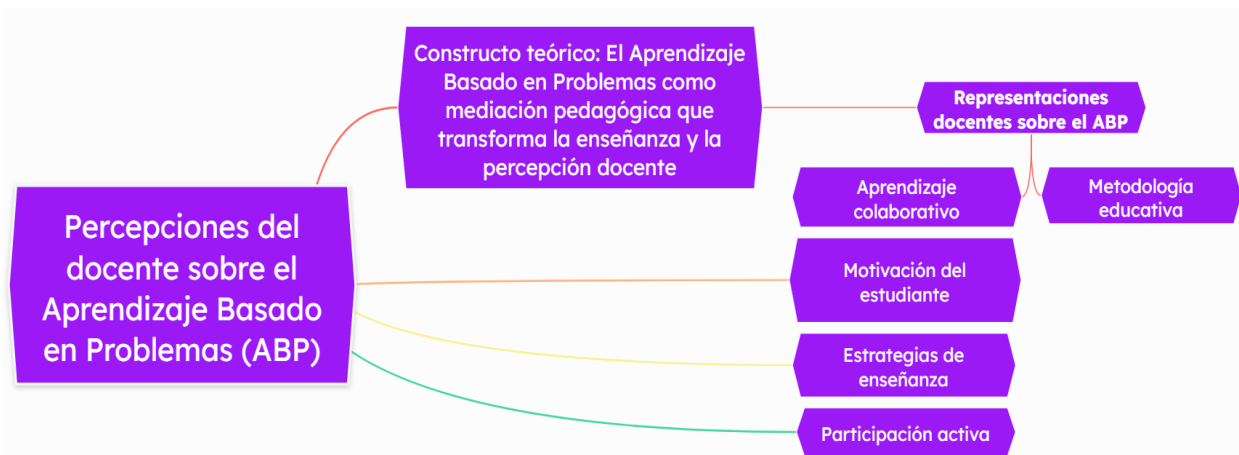 Percepciones del
docente sobre el
Aprendizaje Basado
en Problemas (ABP)
Constructo teórico: El Aprendizaje
Basado en Problemas como
mediación pedagógica que
transforma la enseñanza y la
percepción docente
Representaciones
docentes sobre el ABP
Aprendizaje
colaborativo
Metodología
educativa
Motivación del
estudiante
Estrategias de
enseñanza
Participación activa